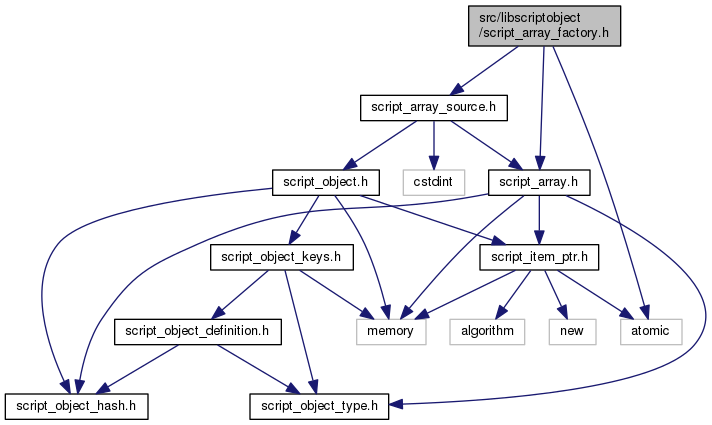 src/libscriptobject
/script_array_factory.h
script_array_source.h
script_object.h
cstdint
script_array.h
script_object_keys.h
script_item_ptr.h
script_object_definition.h
memory
algorithm
new
atomic
script_object_hash.h
script_object_type.h